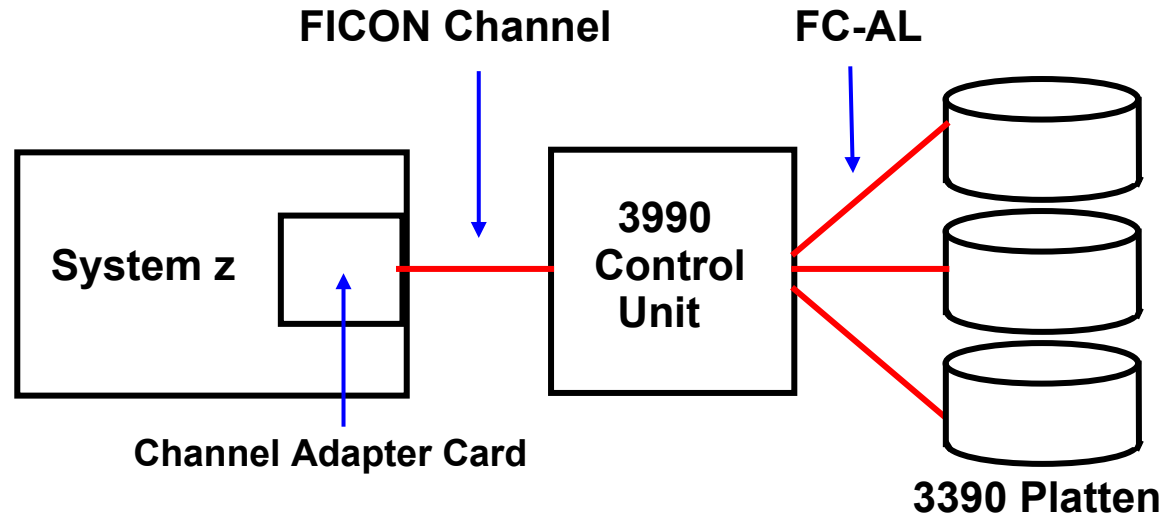 FICON Channel
FC-AL
System z
3990
Control
Unit
Channel Adapter Card
3390 Platten